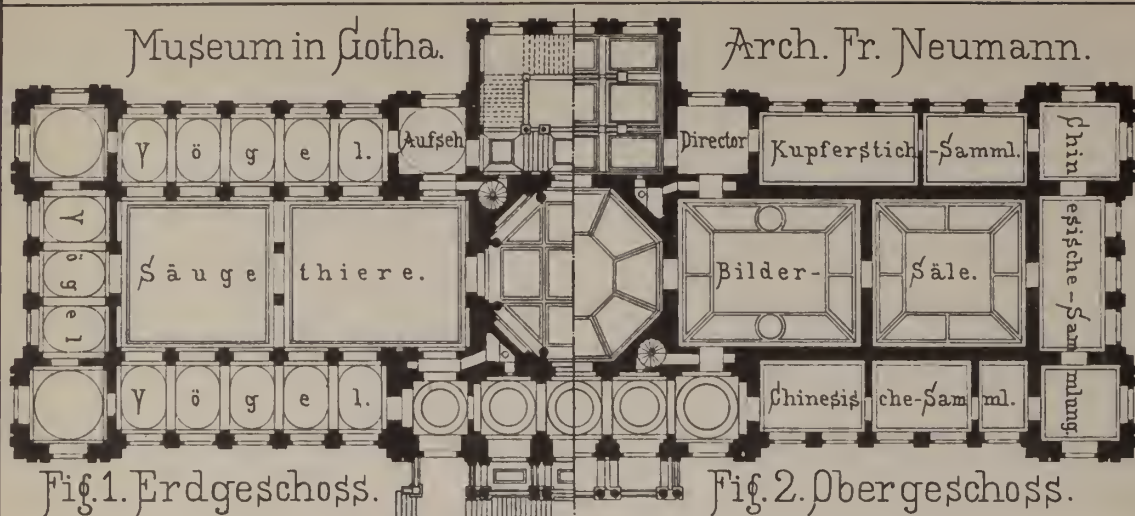 Museum in Gotha.
Arch. Fr. Neumann.
Vögel.
Aufseh.
Director
Kupferstich-Samml.
Chinesische-Sammlung.
Vögel
Säugethiere.
Bilder-Säle.
Vögel.
Chinesische-Samml.
Fig. 1. Erdgeschoss.
Fig. 2. Obergeschoss.